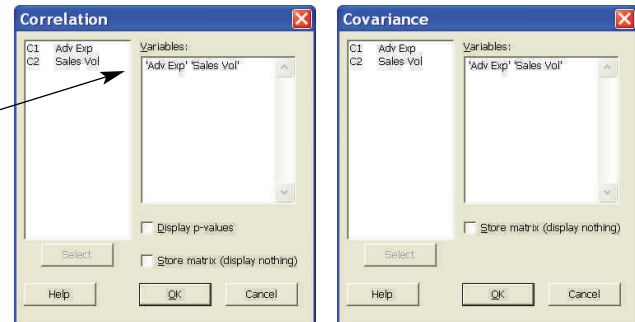 Correlation
C1 Adv Exp
C2 Sales Vol
Variables:
'Adv Exp' 'Sales Vol'
Display p-values
Select
Store matrix (display nothing)
Help
OK
Cancel
Covariance
C1 Adv Exp
C2 Sales Vol
Variables:
'Adv Exp' 'Sales Vol'
Store matrix (display nothing)
Select
Help
OK
Cancel